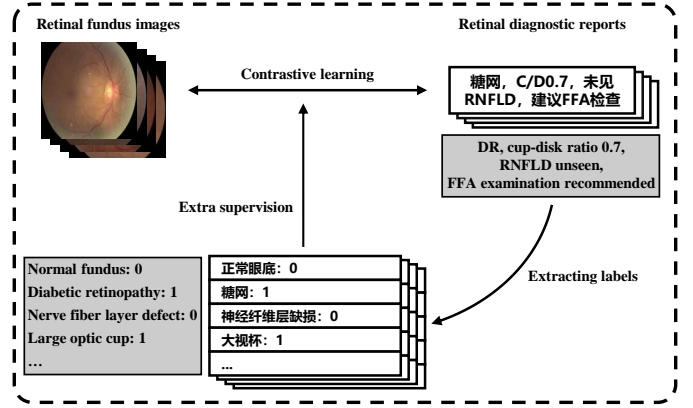 Retinal fundus images
Retinal diagnostic reports
Contrastive learning
糖网，C/D0.7，未见
RNFLD，建议FFA检查
DR, cup-disk ratio 0.7,
RNFLD unseen,
FFA examination recommended
Extra supervision
Extracting labels
Normal fundus: 0
Diabetic retinopathy: 1
Nerve fiber layer defect: 0
Large optic cup: 1
…
正常眼底：0
糖网：1
神经纤维层缺损：0
大视杯：1
...